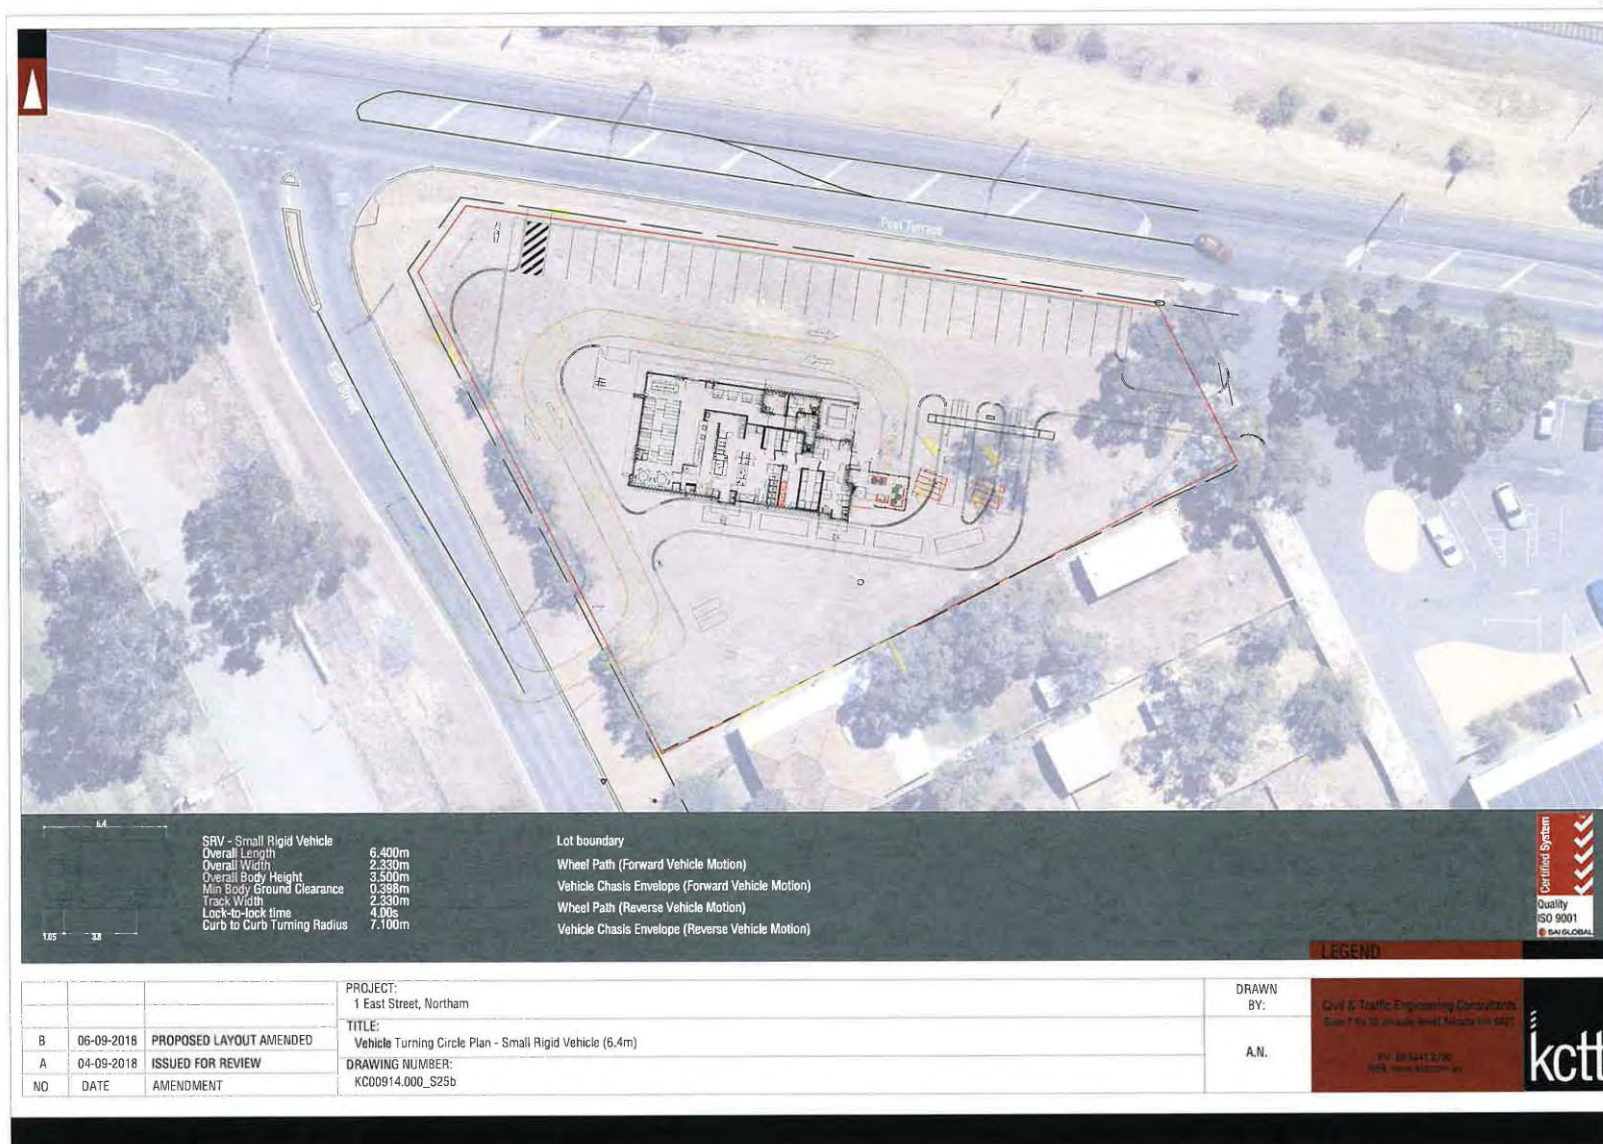 Peel Terrace
East Street
6.4
1.05 3.8
SRV - Small Rigid Vehicle
Overall Length 6.400m
Overall Width 2.330m
Overall Body Height 3.500m
Min Body Ground Clearance 0.398m
Track Width 2.330m
Lock-to-lock time 4.00s
Curb to Curb Turning Radius 7.100m
Lot boundary
Wheel Path (Forward Vehicle Motion)
Vehicle Chasis Envelope (Forward Vehicle Motion)
Wheel Path (Reverse Vehicle Motion)
Vehicle Chasis Envelope (Reverse Vehicle Motion)
Certified System
Quality
ISO 9001
SAI GLOBAL
LEGEND
B 06-09-2018 PROPOSED LAYOUT AMENDED
A 04-09-2018 ISSUED FOR REVIEW
NO DATE AMENDMENT
PROJECT:
1 East Street, Northam
TITLE:
Vehicle Turning Circle Plan - Small Rigid Vehicle (6.4m)
DRAWING NUMBER:
KC00914.000_S25b
DRAWN
BY:
A.N.
Civil & Traffic Engineering Consultants
kctt